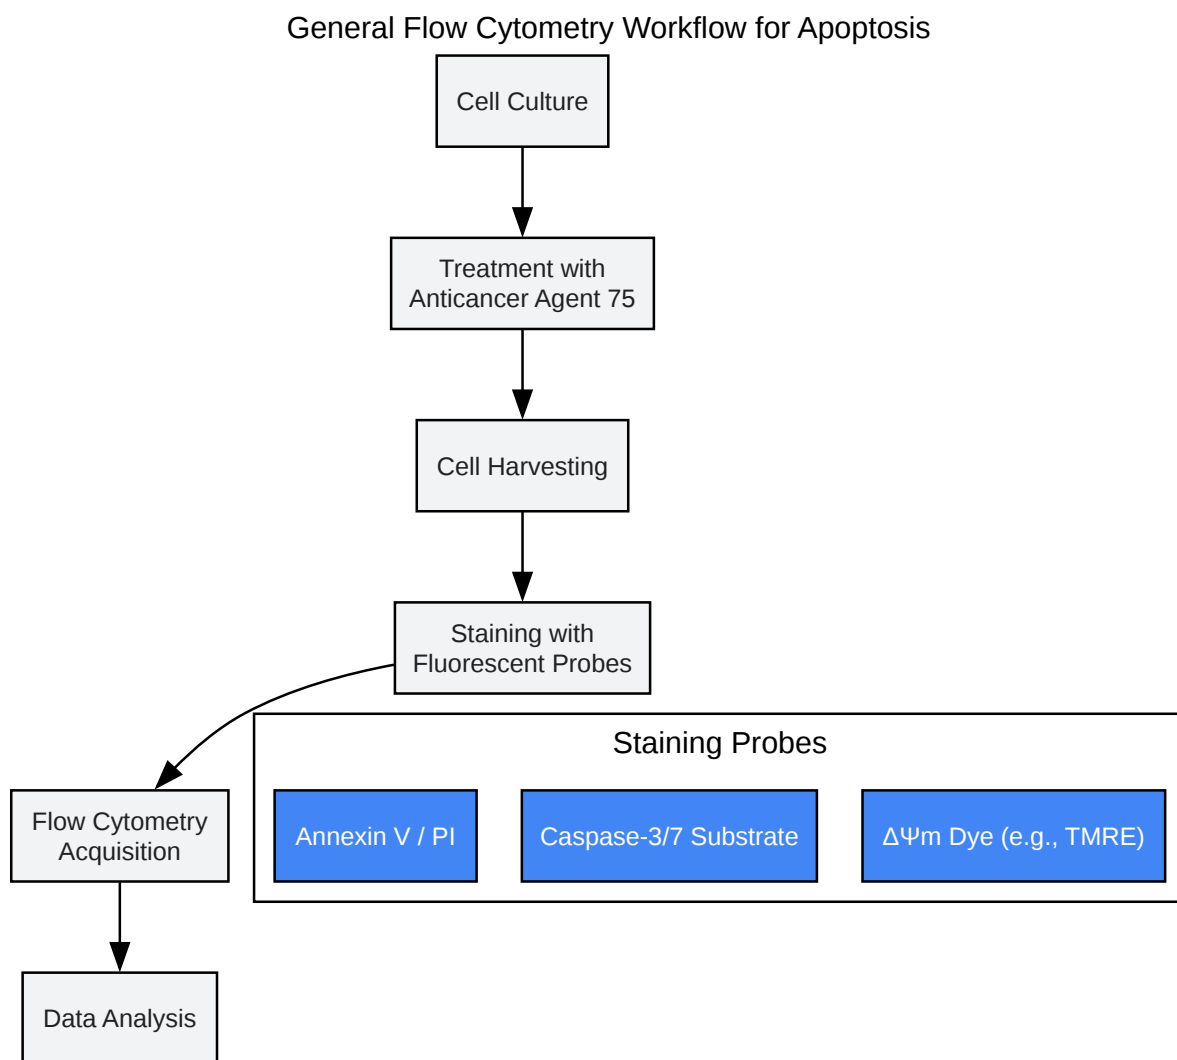 General Flow Cytometry Workflow for Apoptosis
Cell Culture
Treatment with
Anticancer Agent 75
Cell Harvesting
Staining with
Fluorescent Probes
Staining Probes
Flow Cytometry
Acquisition
Annexin V / PI
Caspase-3/7 Substrate
ΔΨm Dye (e.g., TMRE)
Data Analysis